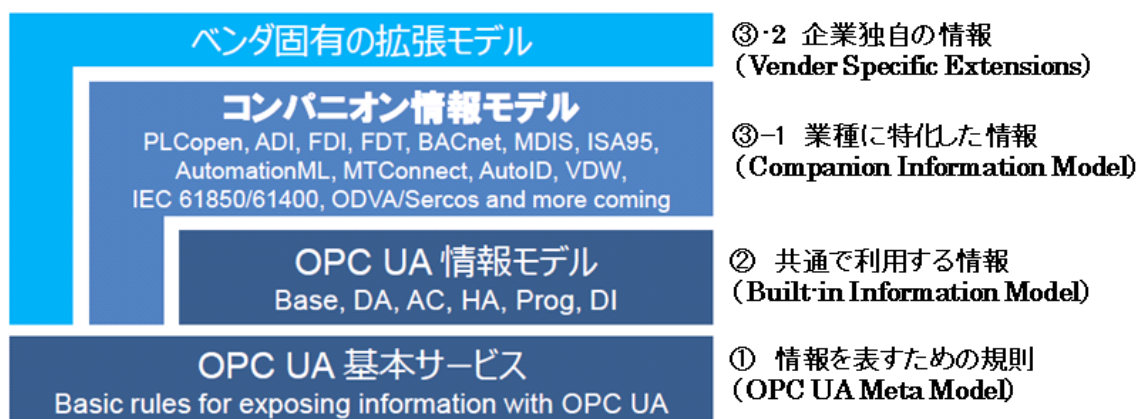 ベンダ固有の拡張モデル
③-2 企業独自の情報
(Vender Specific Extensions)
コンパニオン情報モデル
PLCopen, ADI, FDI, FDT, BACnet, MDIS, ISA95,
AutomationML, MTConnect, AutoID, VDW,
IEC 61850/61400, ODVA/Sercos and more coming
③-1 業種に特化した情報
(Companion Information Model)
OPC UA 情報モデル
Base, DA, AC, HA, Prog, DI
② 共通で利用する情報
(Built-in Information Model)
OPC UA 基本サービス
Basic rules for exposing information with OPC UA
① 情報を表すための規則
(OPC UA Meta Model)